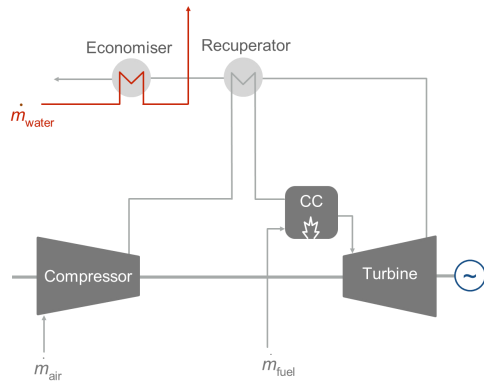 Economiser
Recuperator
ṁwater
CC
Compressor
Turbine
~
ṁair
ṁfuel